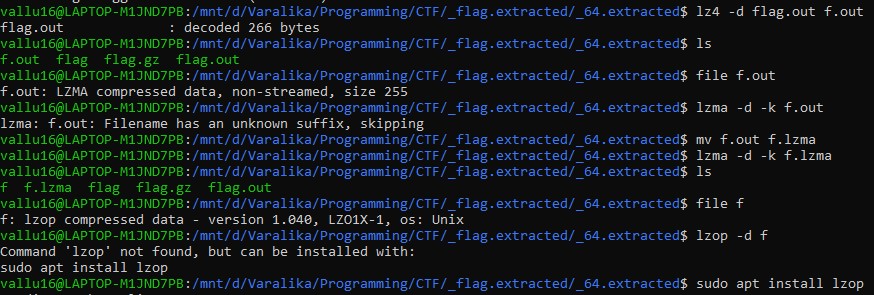 vallu16@LAPTOP-M1JND7PB:/mnt/d/Varalika/Programming/CTF/_flag.extracted/_64.extracted$ lz4 -d flag.out f.out
flag.out             : decoded 266 bytes
vallu16@LAPTOP-M1JND7PB:/mnt/d/Varalika/Programming/CTF/_flag.extracted/_64.extracted$ ls
f.out  flag  flag.gz  flag.out
vallu16@LAPTOP-M1JND7PB:/mnt/d/Varalika/Programming/CTF/_flag.extracted/_64.extracted$ file f.out
f.out: LZMA compressed data, non-streamed, size 255
vallu16@LAPTOP-M1JND7PB:/mnt/d/Varalika/Programming/CTF/_flag.extracted/_64.extracted$ lzma -d -k f.out
lzma: f.out: Filename has an unknown suffix, skipping
vallu16@LAPTOP-M1JND7PB:/mnt/d/Varalika/Programming/CTF/_flag.extracted/_64.extracted$ mv f.out f.lzma
vallu16@LAPTOP-M1JND7PB:/mnt/d/Varalika/Programming/CTF/_flag.extracted/_64.extracted$ lzma -d -k f.lzma
vallu16@LAPTOP-M1JND7PB:/mnt/d/Varalika/Programming/CTF/_flag.extracted/_64.extracted$ ls
f  f.lzma  flag  flag.gz  flag.out
vallu16@LAPTOP-M1JND7PB:/mnt/d/Varalika/Programming/CTF/_flag.extracted/_64.extracted$ file f
f: lzop compressed data - version 1.040, LZO1X-1, os: Unix
vallu16@LAPTOP-M1JND7PB:/mnt/d/Varalika/Programming/CTF/_flag.extracted/_64.extracted$ lzop -d f
Command 'lzop' not found, but can be installed with:
sudo apt install lzop
vallu16@LAPTOP-M1JND7PB:/mnt/d/Varalika/Programming/CTF/_flag.extracted/_64.extracted$ sudo apt install lzop